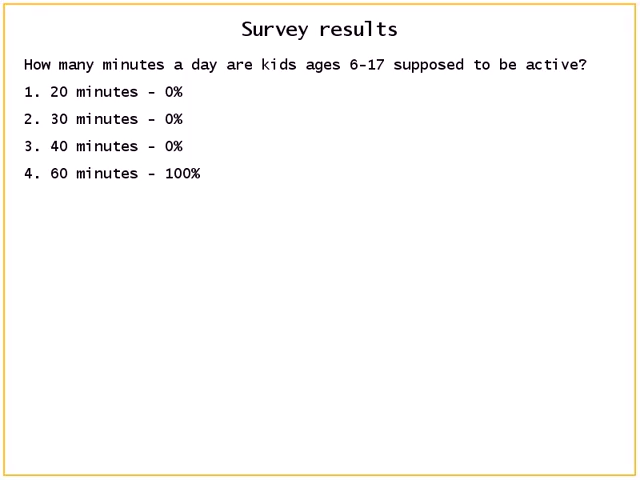 Survey results
How many minutes a day are kids ages 6-17 supposed to be active?
1. 20 minutes - 0%
2. 30 minutes - 0%
3. 40 minutes - 0%
4. 60 minutes - 100%